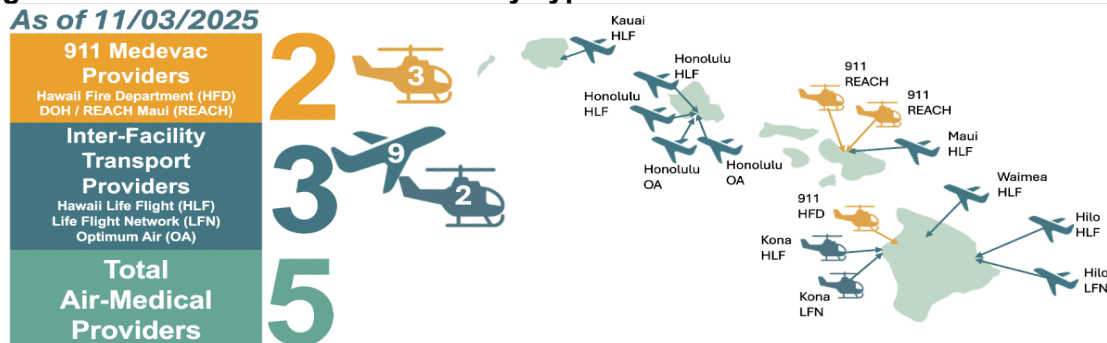 As of 11/03/2025
911 Medevac
Providers
Hawaii Fire Department (HFD)
DOH / REACH Maui (REACH)
2
3
Inter-Facility
Transport
Providers
Hawaii Life Flight (HLF)
Life Flight Network (LFN)
Optimum Air (OA)
3
9
2
Total
Air-Medical
Providers
5
Kauai
HLF
Honolulu
HLF
Honolulu
HLF
Honolulu
OA
Honolulu
OA
911
REACH
911
REACH
Maui
HLF
Waimea
HLF
911
HFD
Kona
HLF
Kona
LFN
Hilo
HLF
Hilo
LFN